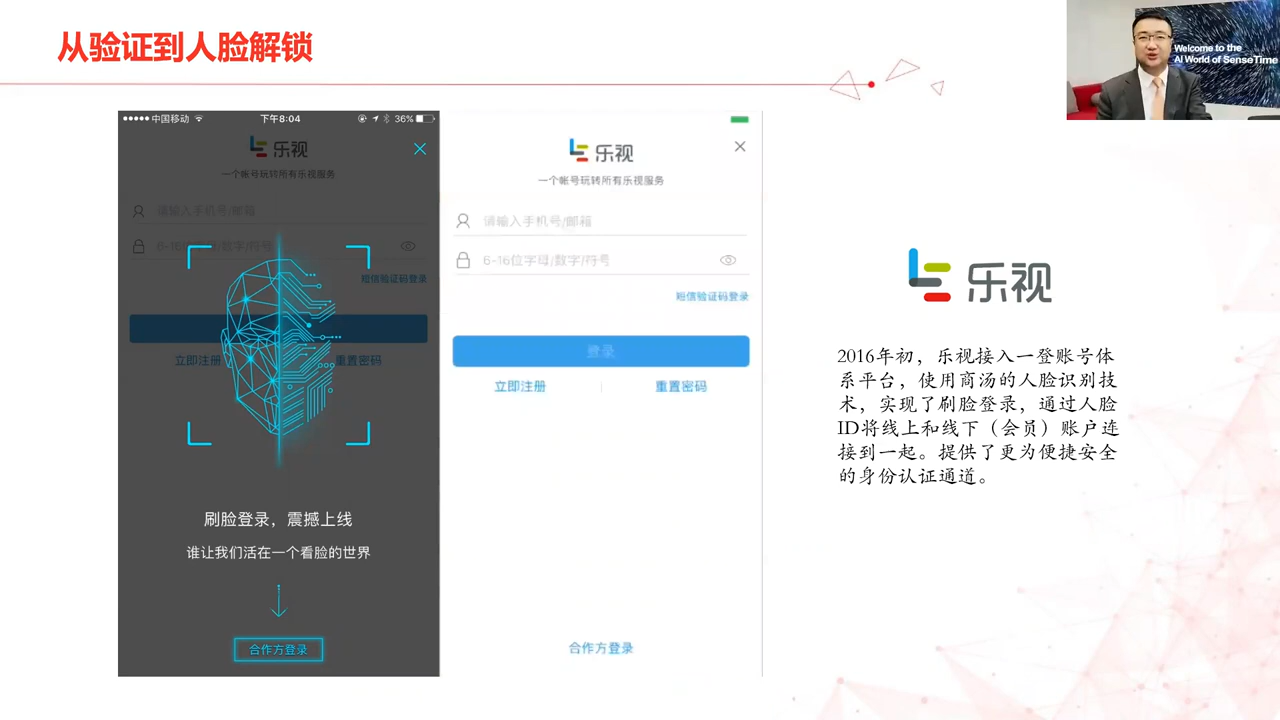 从验证到人脸解锁
Welcome to the
AI World of SenseTime
中国移动
下午8:04
36%
乐视
一个帐号玩转所有乐视服务
请输入手机号/邮箱
6-16位字母/数字/符号
短信验证码登录
立即注册
重置密码
刷脸登录，震撼上线
谁让我们活在一个看脸的世界
合作方登录
乐视
一个帐号玩转所有乐视服务
请输入手机号/邮箱
6-16位字母/数字/符号
短信验证码登录
登录
立即注册
重置密码
合作方登录
乐视
2016年初，乐视接入一登账号体
系平台，使用商汤的人脸识别技
术，实现了刷脸登录，通过人脸
ID将线上和线下（会员）账户连
接到一起。提供了更为便捷安全
的身份认证通道。